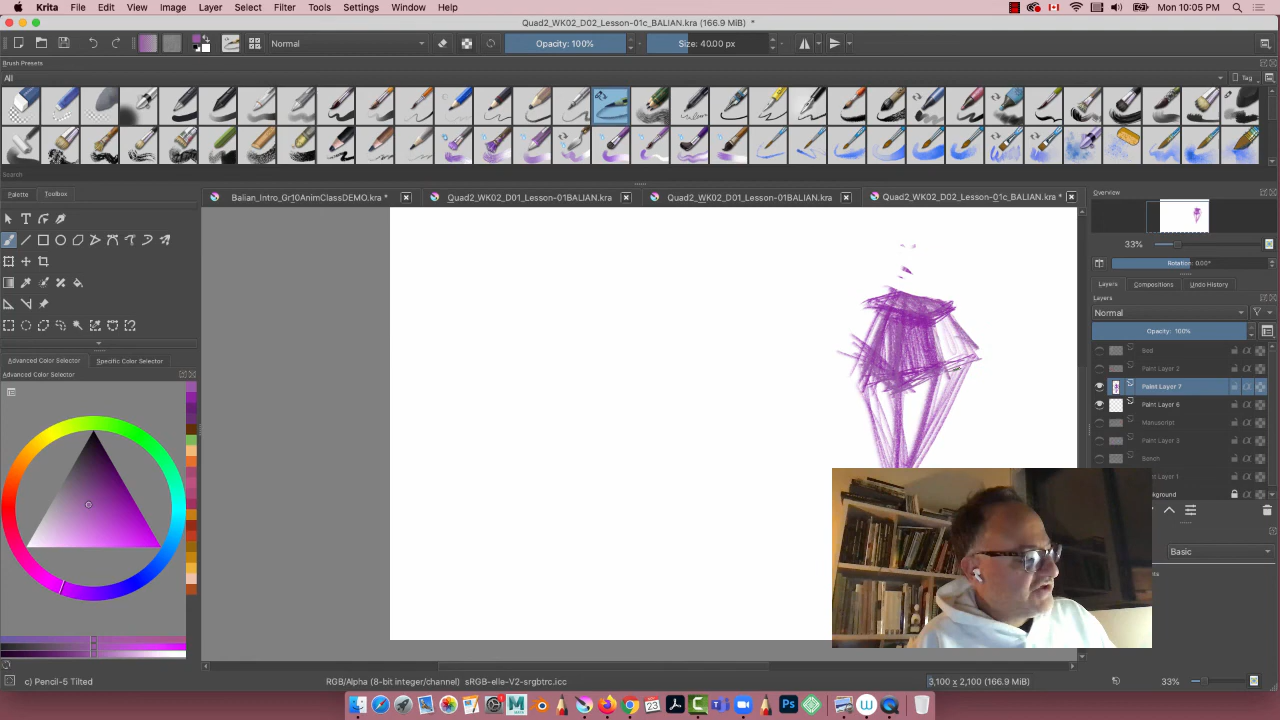 Krita File Edit View Image Layer Select Filter Tools Settings Window Help Mon 10:05 PM
Quad2_WK02_D02_Lesson-01c_BALIAN.kra (166.9 MiB) *
Normal Opacity: 100% Size: 40.00 px
Brush Presets
All Tag
Search
Palette Toolbox
Balian_Intro_Gr10AnimClassDEMO.kra * Quad2_WK02_D01_Lesson-01BALIAN.kra Quad2_WK02_D01_Lesson-01BALIAN.kra Quad2_WK02_D02_Lesson-01c_BALIAN.kra *
Overview
33%
Rotation: 0.00°
Layers Compositions Undo History
Layers
Normal
Opacity: 100%
Bed
Paint Layer 2
Paint Layer 7
Paint Layer 6
Manuscript
Paint Layer 3
Bench
ackground
Basic
Advanced Color Selector Specific Color Selector
Advanced Color Selector
c) Pencil-5 Tilted RGB/Alpha (8-bit integer/channel) sRGB-elle-V2-srgbtrc.icc 3,100 x 2,100 (166.9 MiB) 33%